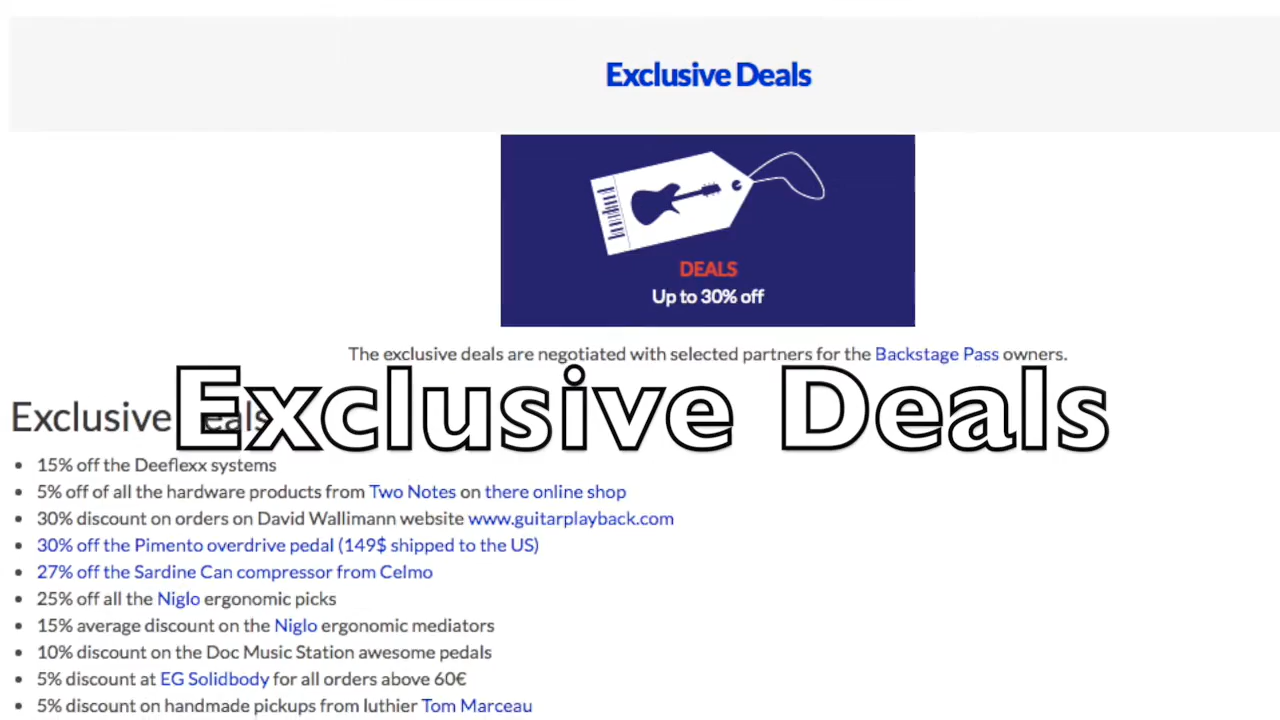 Exclusive Deals
DEALS
Up to 30% off
The exclusive deals are negotiated with selected partners for the Backstage Pass owners.
Exclusive Deals
Exclusive Deals
• 15% off the Deeflexx systems
• 5% off of all the hardware products from Two Notes on there online shop
• 30% discount on orders on David Wallimann website www.guitarplayback.com
• 30% off the Pimento overdrive pedal (149$ shipped to the US)
• 27% off the Sardine Can compressor from Celmo
• 25% off all the Niglo ergonomic picks
• 15% average discount on the Niglo ergonomic mediators
• 10% discount on the Doc Music Station awesome pedals
• 5% discount at EG Solidbody for all orders above 60€
• 5% discount on handmade pickups from luthier Tom Marceau